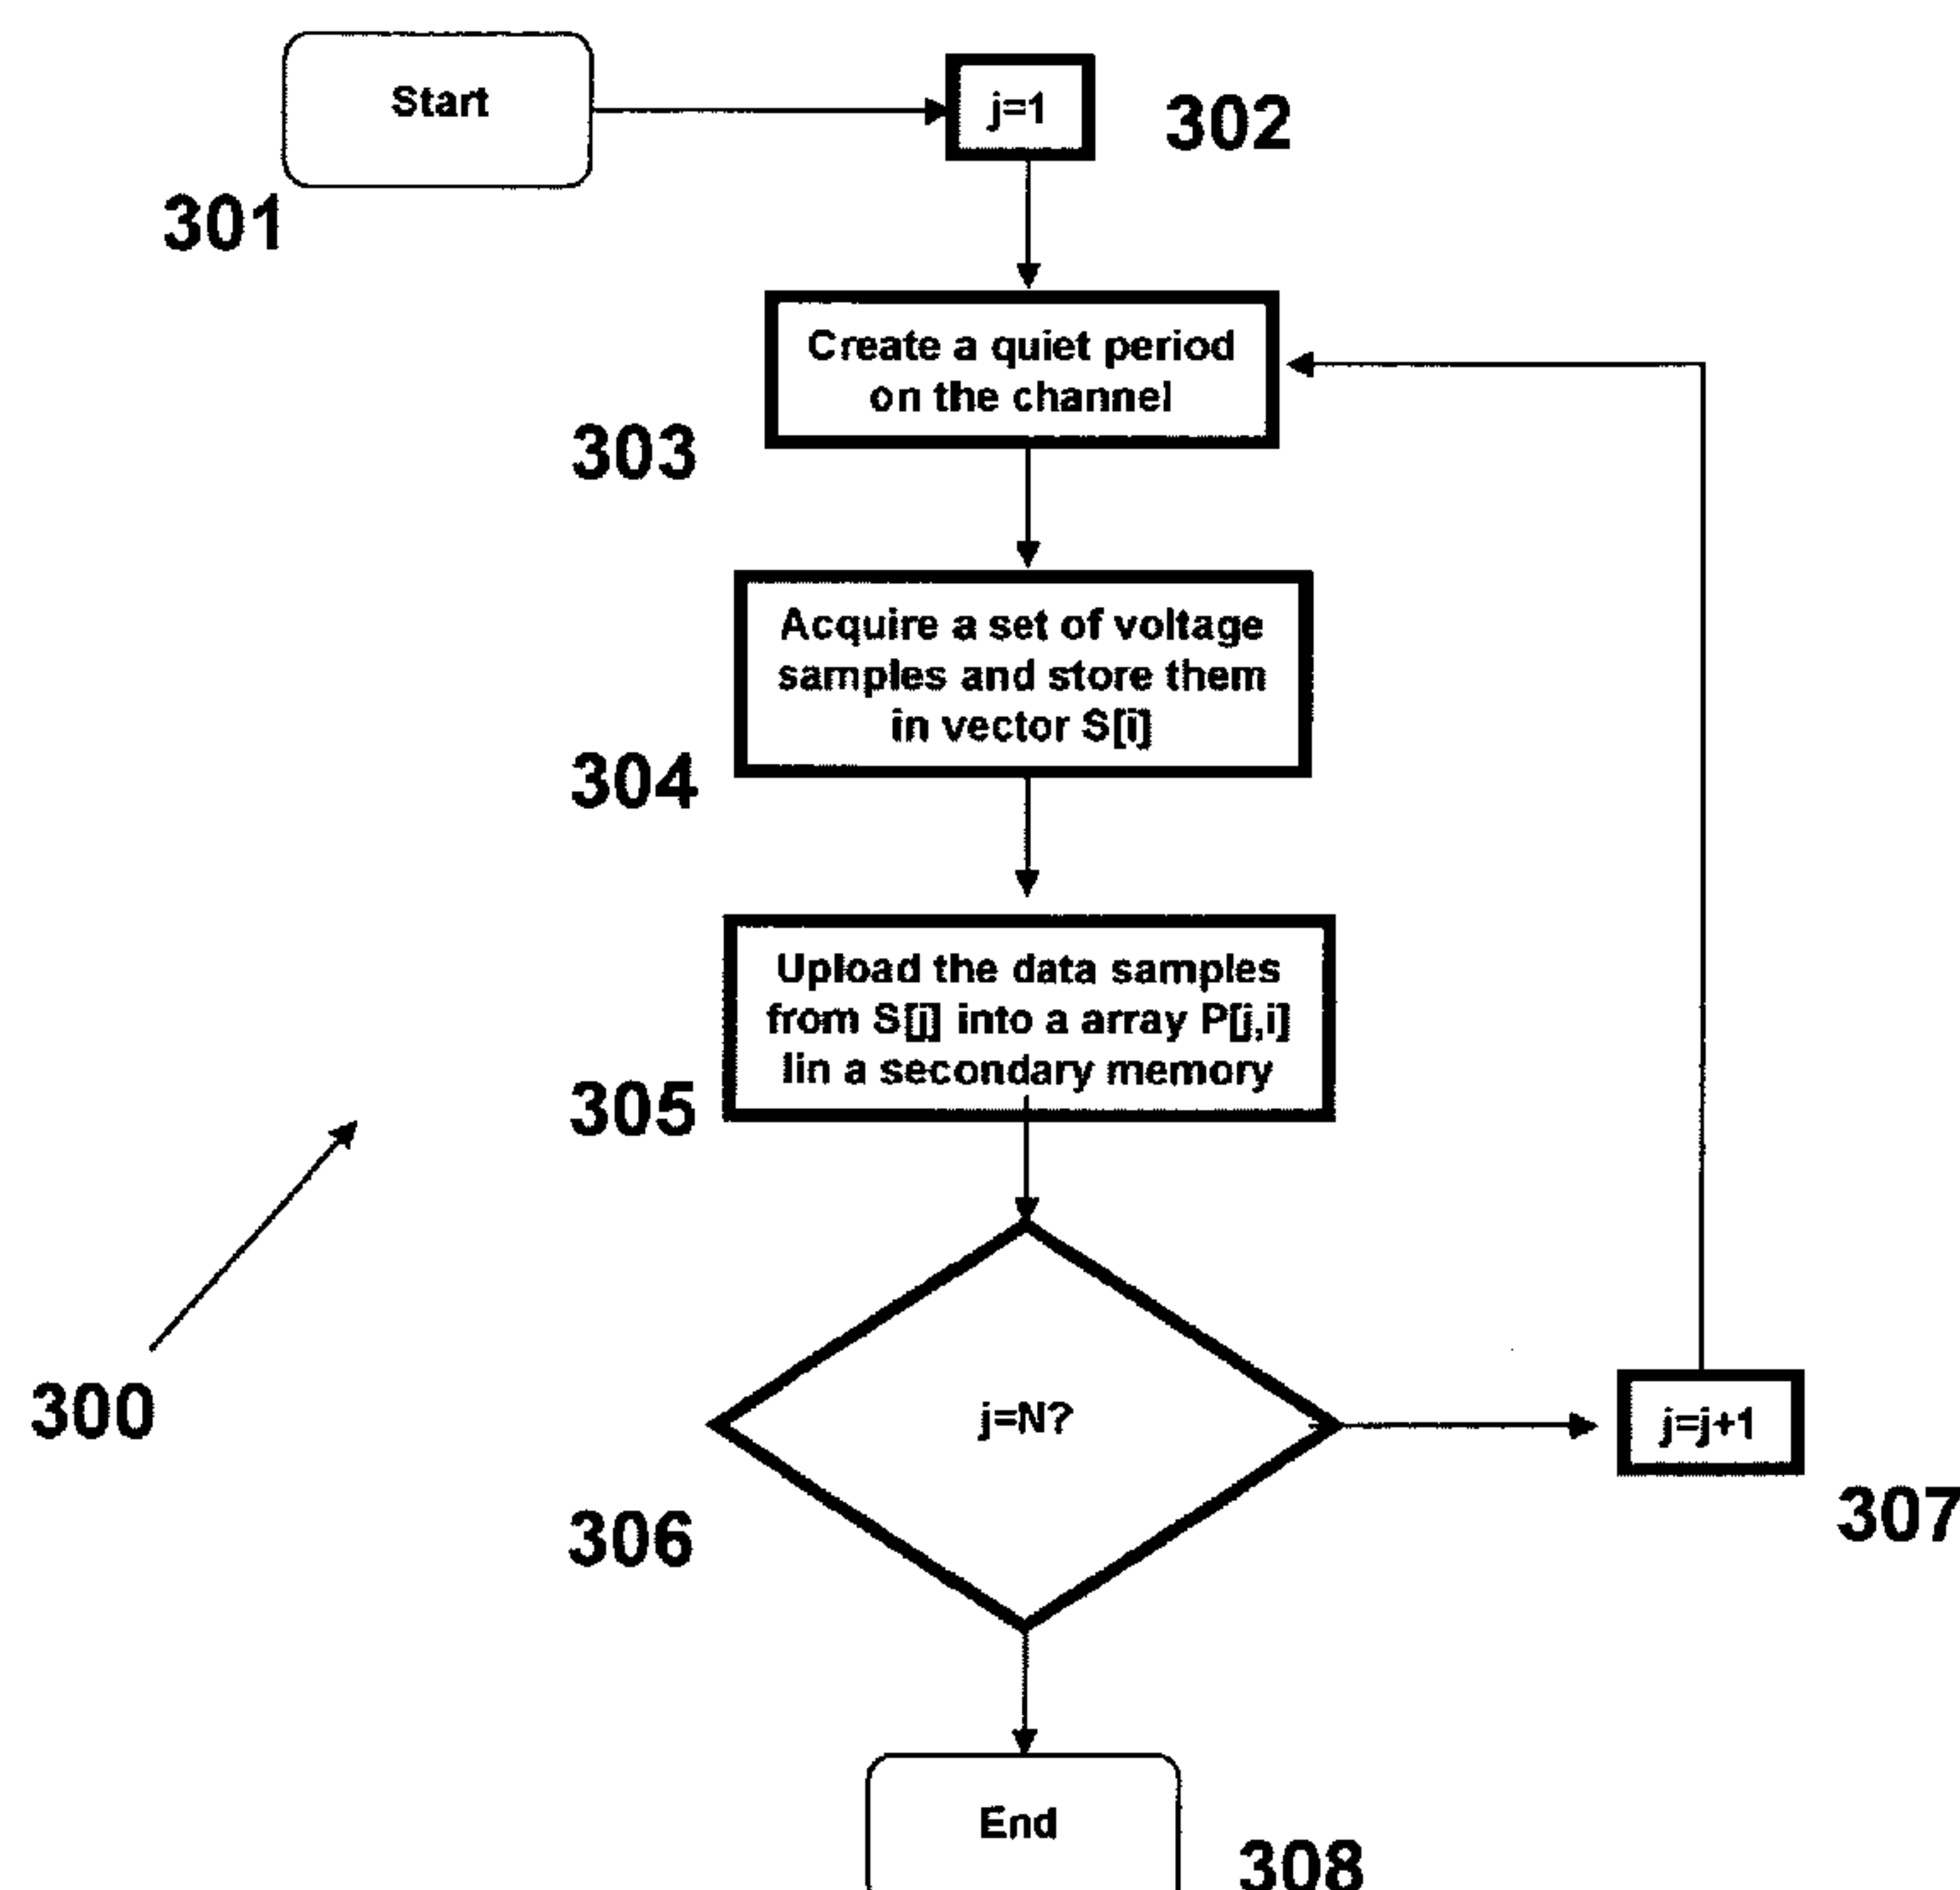 Start
j=1
302
301
Create a quiet period
on the channel
303
Acquire a set of voltage
samples and store them
in vector S[i]
304
Upload the data samples
from S[j] into a array P[j,i]
lin a secondary memory
305
300
j=N?
j=j+1
307
306
End
308